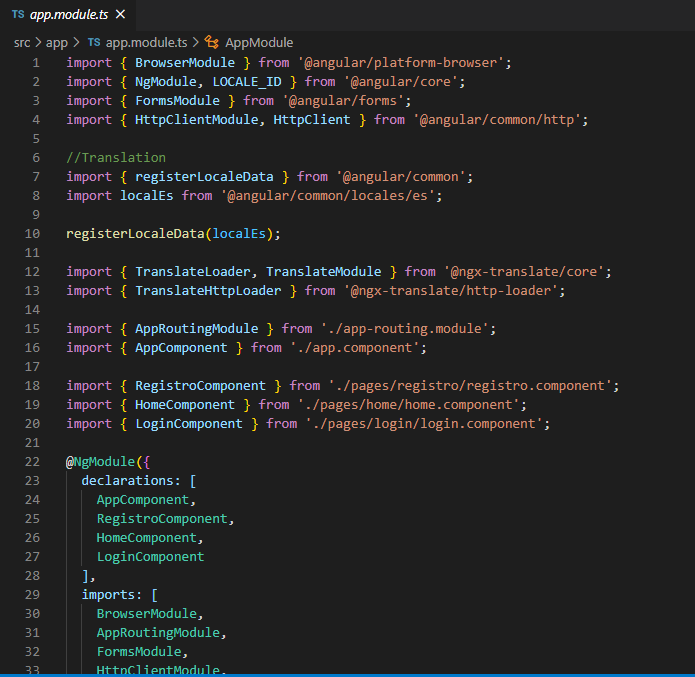 TS app.module.ts ×
src > app > TS app.module.ts > AppModule
1 import { BrowserModule } from '@angular/platform-browser';
2 import { NgModule, LOCALE_ID } from '@angular/core';
3 import { FormsModule } from '@angular/forms';
4 import { HttpClientModule, HttpClient } from '@angular/common/http';
5
6 //Translation
7 import { registerLocaleData } from '@angular/common';
8 import localEs from '@angular/common/locales/es';
9
10 registerLocaleData(localEs);
11
12 import { TranslateLoader, TranslateModule } from '@ngx-translate/core';
13 import { TranslateHttpLoader } from '@ngx-translate/http-loader';
14
15 import { AppRoutingModule } from './app-routing.module';
16 import { AppComponent } from './app.component';
17
18 import { RegistroComponent } from './pages/registro/registro.component';
19 import { HomeComponent } from './pages/home/home.component';
20 import { LoginComponent } from './pages/login/login.component';
21
22 @NgModule({
23 declarations: [
24 AppComponent,
25 RegistroComponent,
26 HomeComponent,
27 LoginComponent
28 ],
29 imports: [
30 BrowserModule,
31 AppRoutingModule,
32 FormsModule,
33 HttpClientModule,